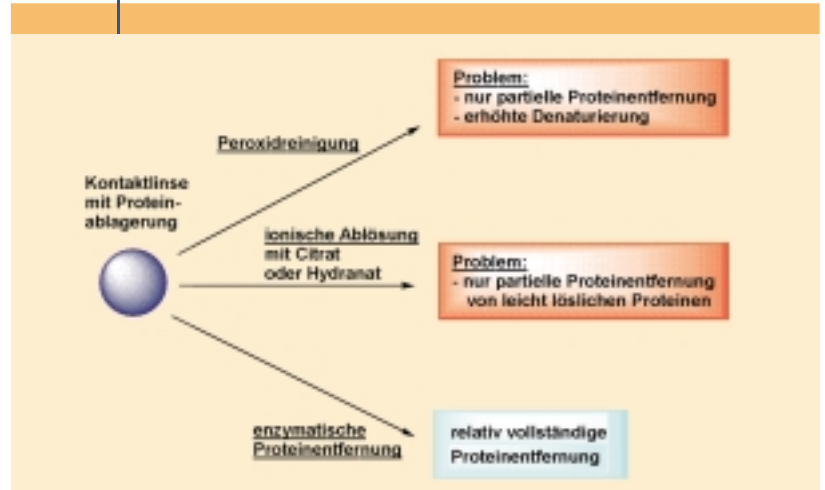 Problem:
- nur partielle Proteinentfernung
- erhöhte Denaturierung
Peroxidreinigung
Kontaktlinse
mit Protein-
ablagerung
ionische Ablösung
mit Citrat
oder Hydranat
Problem:
- nur partielle Proteinentfernung
von leicht löslichen Proteinen
enzymatische
Proteinentfernung
relativ vollständige
Proteinentfernung